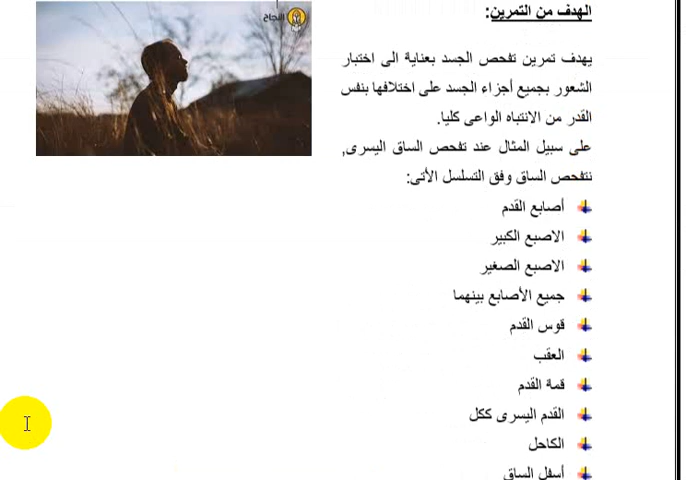 الهدف من التمرين:
النجاح
يهدف تمرين تفحص الجسد بعناية الى اختبار
الشعور بجميع أجزاء الجسد على اختلافها بنفس
القدر من الانتباه الواعى كليا.
على سبيل المثال عند تفحص الساق اليسرى,
نتفحص الساق وفق التسلسل الأتى:
أصابع القدم
الاصبع الكبير
الاصبع الصغير
جميع الأصابع بينهما
قوس القدم
العقب
قمة القدم
القدم اليسرى ككل
الكاحل
أسفل الساق